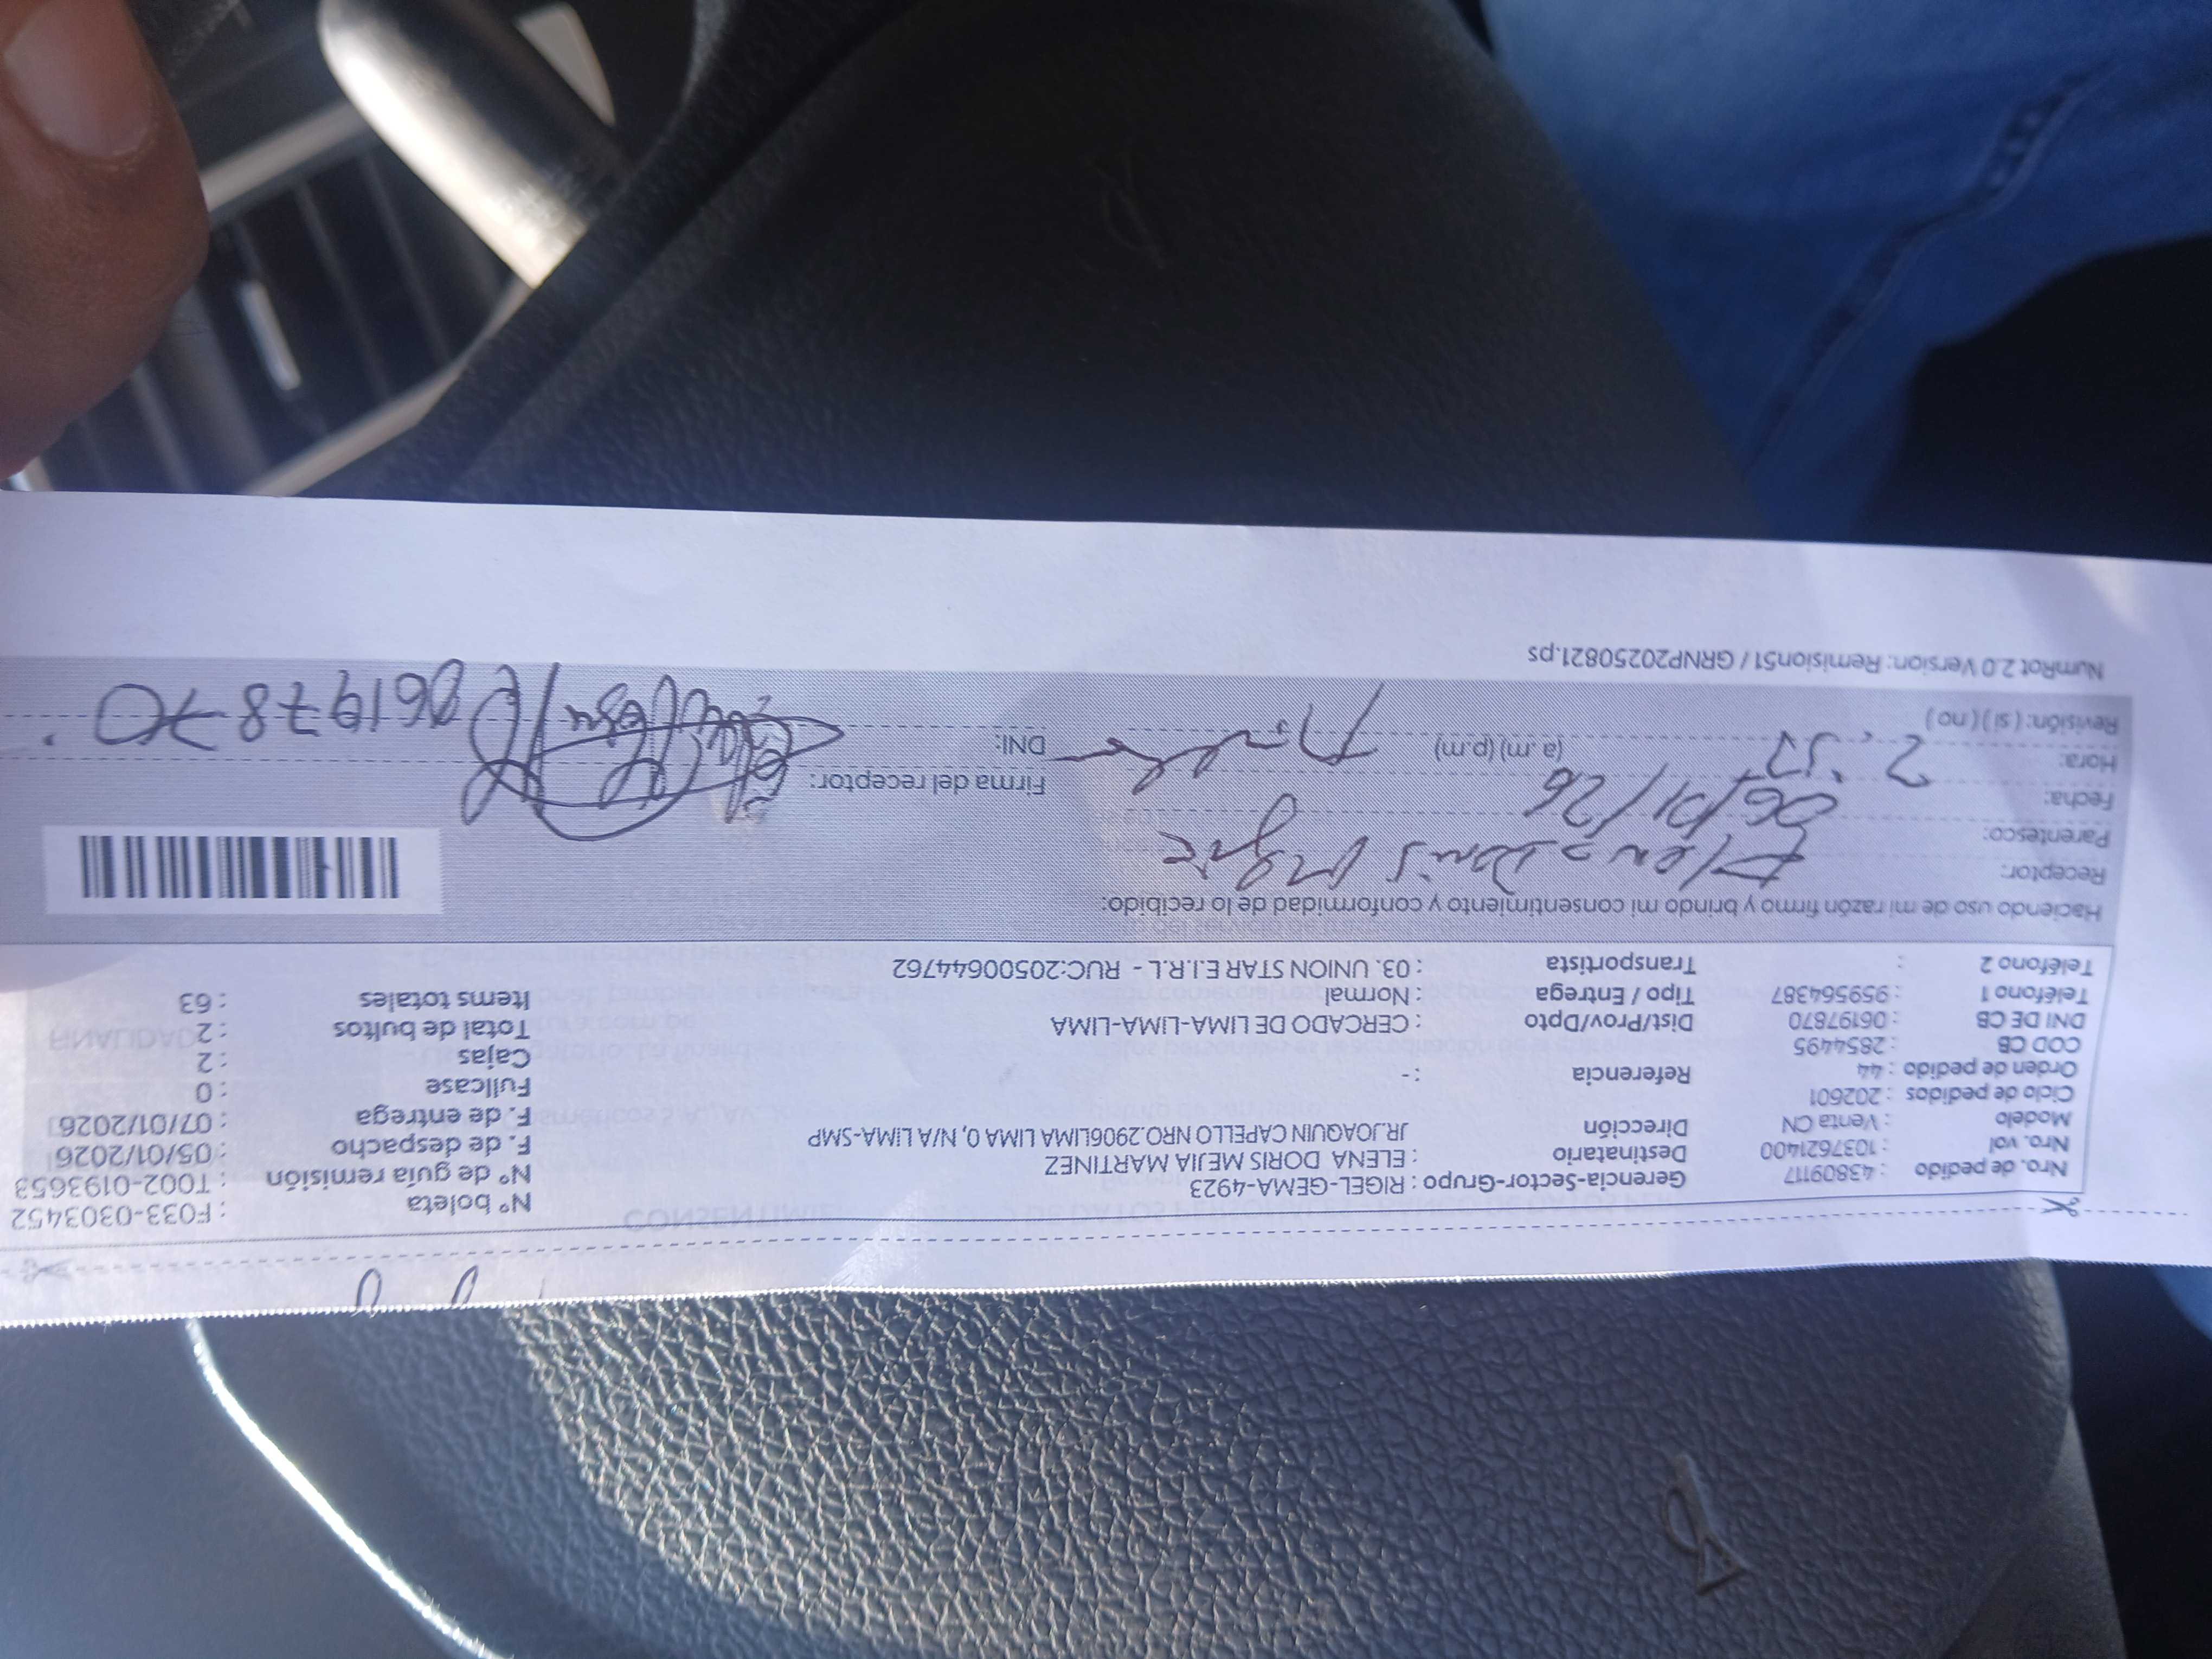 Nro. de pedido : 43809117 Gerencia-Sector-Grupo : RIGEL-GEMA-4923 N° boleta : F033-0303452
Nro. vol : 1037621400 Destinatario : ELENA DORIS MEJIA MARTINEZ N° de guía remisión : T002-0193653
Modelo : Venta CN Dirección JR.JOAQUIN CAPELLO NRO.2906LIMA LIMA 0, N/A LIMA-SMP F. de despacho : 05/01/2026
Ciclo de pedidos : 202601 F. de entrega : 07/01/2026
Orden de pedido : 44 Referencia : - Fullcase : 0
COD CB : 2854495 Cajas : 2
DNI DE CB : 06197870 Dist/Prov/Dpto : CERCADO DE LIMA-LIMA-LIMA Total de bultos : 2
Teléfono 1 : 959564387 Tipo / Entrega : Normal Items totales : 63
Teléfono 2 : Transportista : 03. UNION STAR E.I.R.L - RUC:20500644762
Haciendo uso de mi razón firmo y brindo mi consentimiento y conformidad de lo recibido:
Receptor: Elena Doris
Parentesco:
Fecha: 06/01/26 Firma del receptor:
Hora: (a.m) (p.m) DNI: 06197870
Revisión: ( si ) ( no )
NumRot 2.0 Version: Remision51 / GRNP20250821.ps